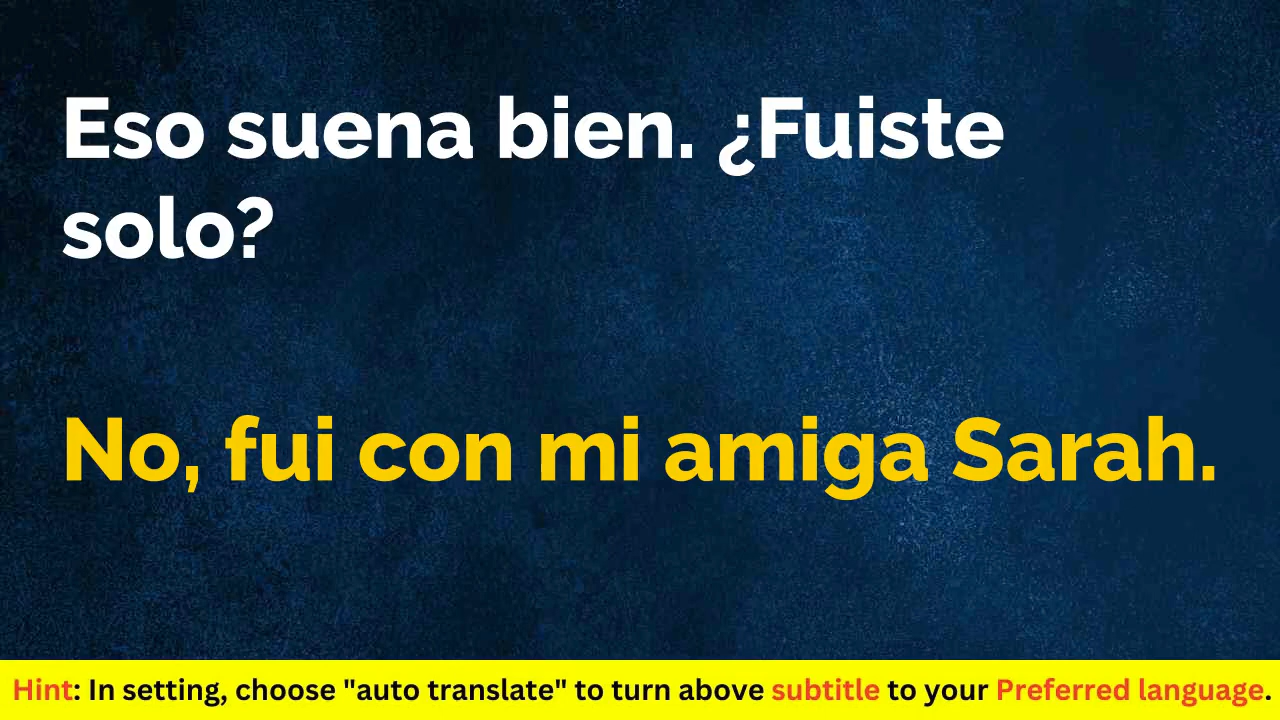 Eso suena bien. ¿Fuiste
solo?
No, fui con mi amiga Sarah.
Hint: In setting, choose "auto translate" to turn above subtitle to your Preferred language.